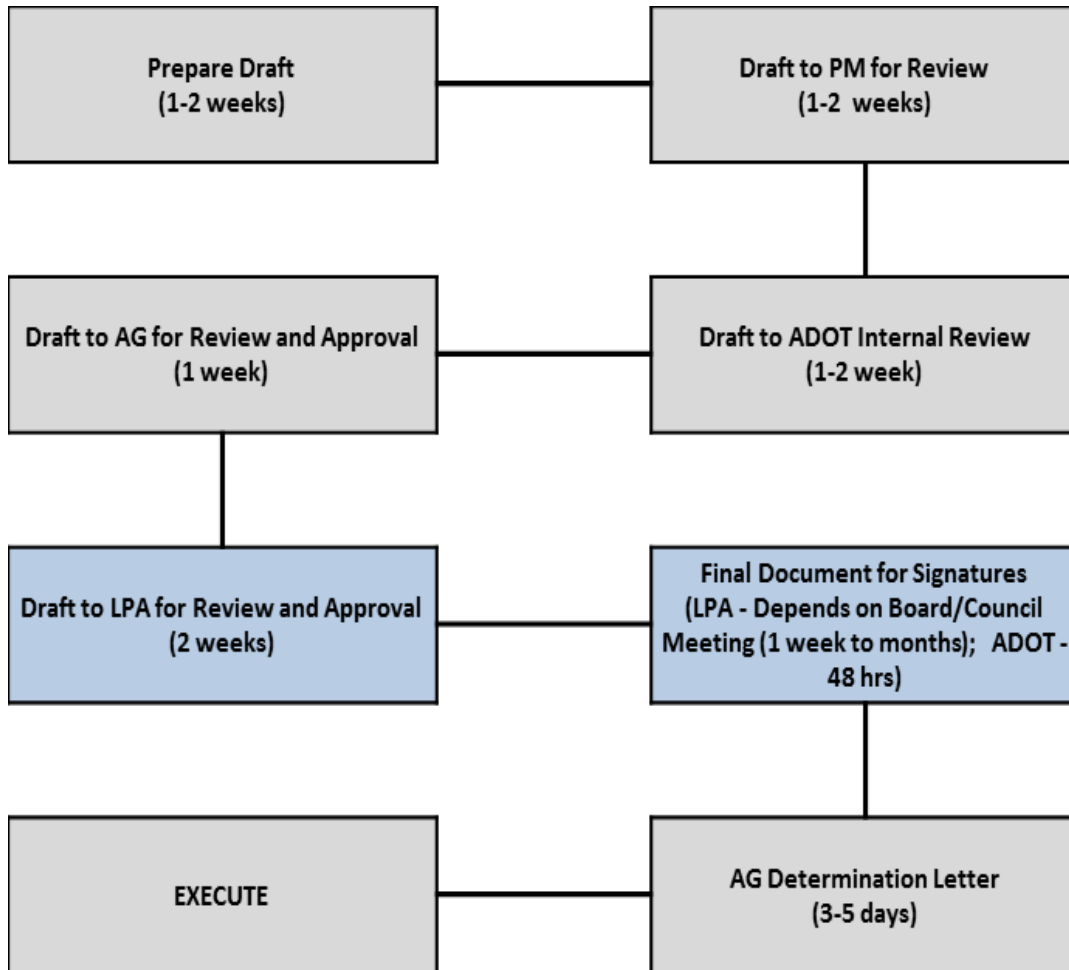 Prepare Draft
(1-2 weeks)
Draft to PM for Review
(1-2 weeks)
Draft to AG for Review and Approval
(1 week)
Draft to ADOT Internal Review
(1-2 week)
Draft to LPA for Review and Approval
(2 weeks)
Final Document for Signatures
(LPA - Depends on Board/Council
Meeting (1 week to months); ADOT -
48 hrs)
EXECUTE
AG Determination Letter
(3-5 days)